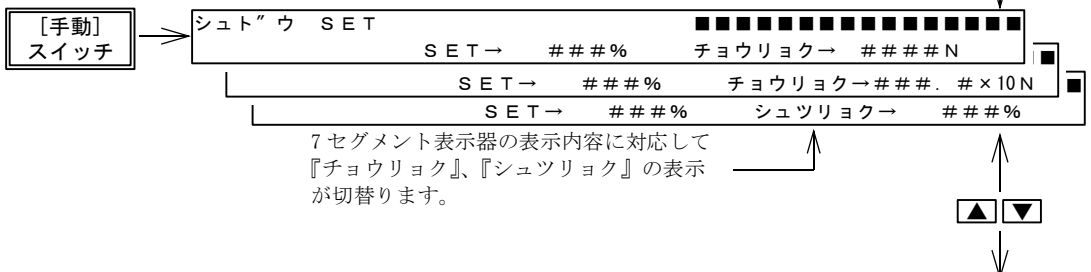 [手動]
スイッチ
シュト゛ウ　ＳＥＴ　■■■■■■■■■■■■■■■■
ＳＥＴ→　＃＃＃％　チョウリョク→　＃＃＃＃Ｎ
■
ＳＥＴ→　＃＃＃％　チョウリョク→＃＃＃．＃×10Ｎ
■
ＳＥＴ→　＃＃＃％　シュツリョク→　＃＃＃％
7セグメント表示器の表示内容に対応して
『チョウリョク』、『シュツリョク』の表示
が切替ります。
▲ ▼